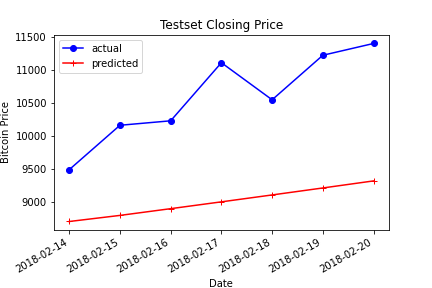 Testset Closing Price
actual
predicted
Bitcoin Price
11500
11000
10500
10000
9500
9000
2018-02-14
2018-02-15
2018-02-16
2018-02-17
2018-02-18
2018-02-19
2018-02-20
Date